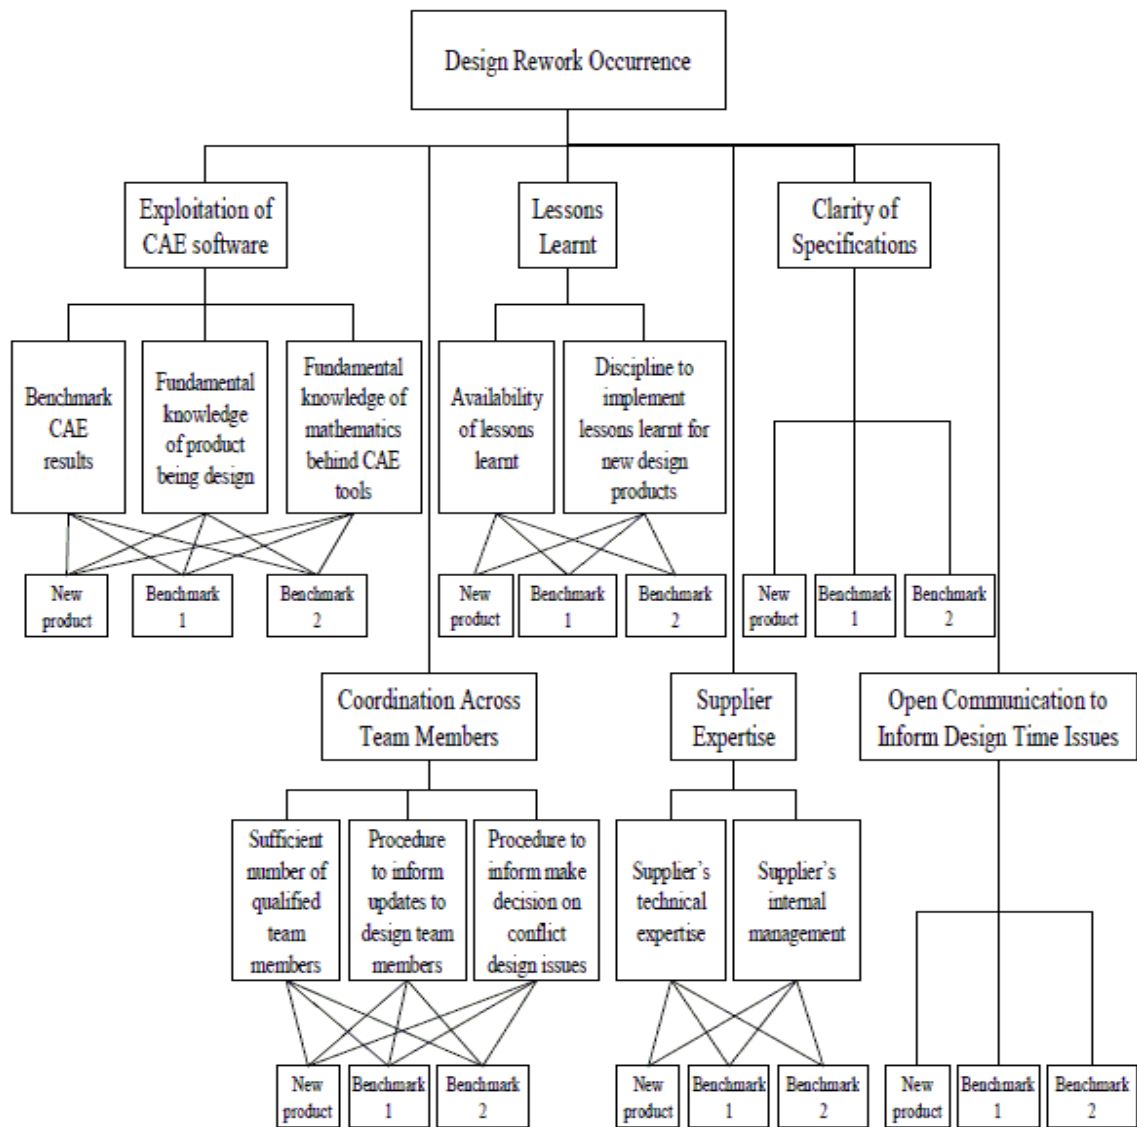 Design Rework Occurrence
Exploitation of
CAE software
Lessons
Learnt
Clarity of
Specifications
Benchmark
CAE
results
Fundamental
knowledge
of product
being design
Fundamental
knowledge of
mathematics
behind CAE
tools
Availability
of lessons
learnt
Discipline to
implement
lessons learnt for
new design
products
New
product
Benchmark
1
Benchmark
2
New
product
Benchmark
1
Benchmark
2
New
product
Benchmark
1
Benchmark
2
Coordination Across
Team Members
Supplier
Expertise
Open Communication to
Inform Design Time Issues
Sufficient
number of
qualified
team
members
Procedure
to inform
updates to
design team
members
Procedure to
inform make
decision on
conflict
design issues
Supplier's
technical
expertise
Supplier's
internal
management
New
product
Benchmark
1
Benchmark
2
New
product
Benchmark
1
Benchmark
2
New
product
Benchmark
1
Benchmark
2